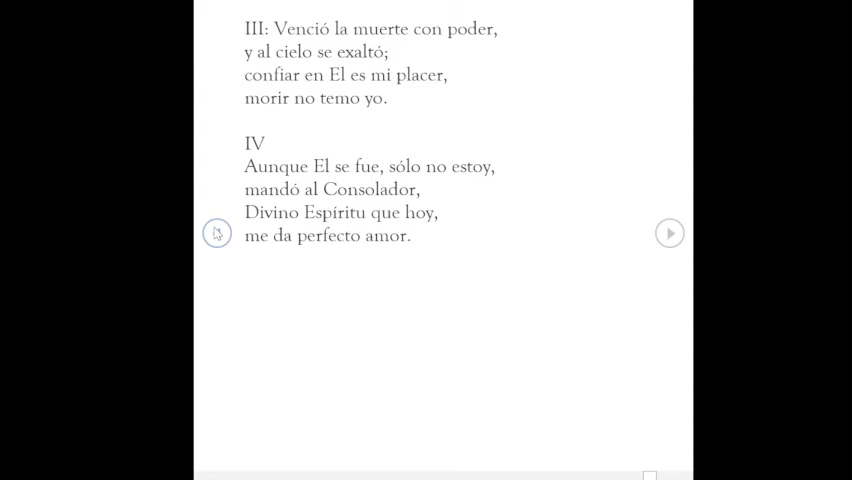 III: Venció la muerte con poder,
y al cielo se exaltó;
confiar en El es mi placer,
morir no temo yo.
IV
Aunque El se fue, sólo no estoy,
mandó al Consolador,
Divino Espíritu que hoy,
me da perfecto amor.